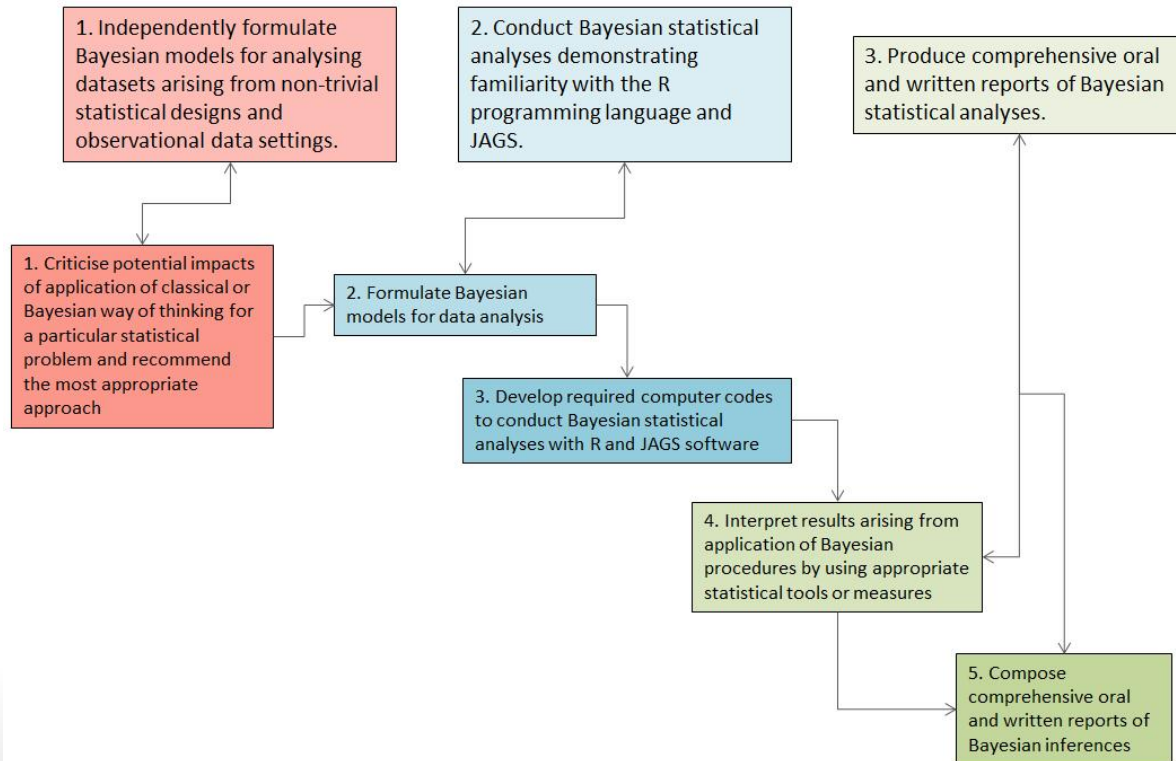 1. Independently formulate
Bayesian models for analysing
datasets arising from non-trivial
statistical designs and
observational data settings.
2. Conduct Bayesian statistical
analyses demonstrating
familiarity with the R
programming language and
JAGS.
3. Produce comprehensive oral
and written reports of Bayesian
statistical analyses.
1. Criticise potential impacts
of application of classical or
Bayesian way of thinking for
a particular statistical
problem and recommend
the most appropriate
approach
2. Formulate Bayesian
models for data analysis
3. Develop required computer codes
to conduct Bayesian statistical
analyses with R and JAGS software
4. Interpret results arising from
application of Bayesian
procedures by using appropriate
statistical tools or measures
5. Compose
comprehensive oral
and written reports of
Bayesian inferences